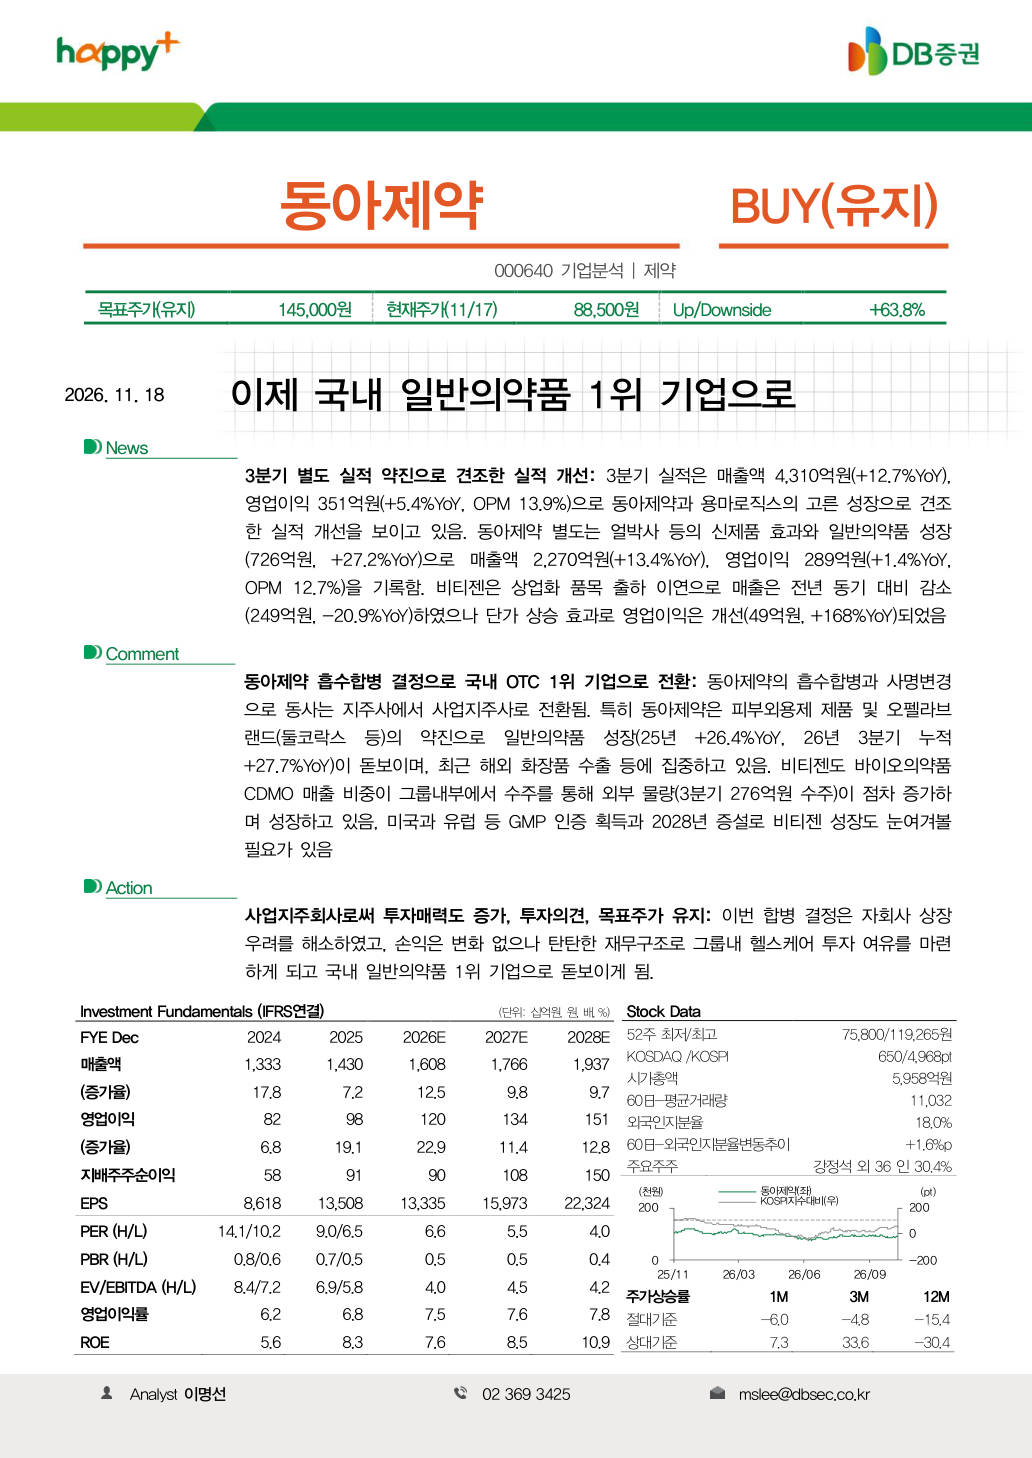 happy+
DB증권
동아제약
BUY(유지)
000640 기업분석 | 제약
목표주가(유지) 145,000원 현재주가(11/17) 88,500원 Up/Downside +63.8%
2026. 11. 18
이제 국내 일반의약품 1위 기업으로
News
3분기 별도 실적 약진으로 견조한 실적 개선: 3분기 실적은 매출액 4,310억원(+12.7%YoY),
영업이익 351억원(+5.4%YoY, OPM 13.9%)으로 동아제약과 용마로직스의 고른 성장으로 견조
한 실적 개선을 보이고 있음. 동아제약 별도는 얼박사 등의 신제품 효과와 일반의약품 성장
(726억원, +27.2%YoY)으로 매출액 2,270억원(+13.4%YoY), 영업이익 289억원(+1.4%YoY,
OPM 12.7%)을 기록함. 비티젠은 상업화 품목 출하 이연으로 매출은 전년 동기 대비 감소
(249억원, -20.9%YoY)하였으나 단가 상승 효과로 영업이익은 개선(49억원, +168%YoY)되었음
Comment
동아제약 흡수합병 결정으로 국내 OTC 1위 기업으로 전환: 동아제약의 흡수합병과 사명변경
으로 동사는 지주사에서 사업지주사로 전환됨. 특히 동아제약은 피부외용제 제품 및 오펠라브
랜드(둘코락스 등)의 약진으로 일반의약품 성장(25년 +26.4%YoY, 26년 3분기 누적
+27.7%YoY)이 돋보이며, 최근 해외 화장품 수출 등에 집중하고 있음. 비티젠도 바이오의약품
CDMO 매출 비중이 그룹내부에서 수주를 통해 외부 물량(3분기 276억원 수주)이 점차 증가하
며 성장하고 있음, 미국과 유럽 등 GMP 인증 획득과 2028년 증설로 비티젠 성장도 눈여겨볼
필요가 있음
Action
사업지주회사로써 투자매력도 증가, 투자의견, 목표주가 유지: 이번 합병 결정은 자회사 상장
우려를 해소하였고, 손익은 변화 없으나 탄탄한 재무구조로 그룹내 헬스케어 투자 여유를 마련
하게 되고 국내 일반의약품 1위 기업으로 돋보이게 됨.
Investment Fundamentals (IFRS연결) (단위: 십억원, 원, 배, %)
FYE Dec 2024 2025 2026E 2027E 2028E
매출액 1,333 1,430 1,608 1,766 1,937
(증가율) 17.8 7.2 12.5 9.8 9.7
영업이익 82 98 120 134 151
(증가율) 6.8 19.1 22.9 11.4 12.8
지배주주순이익 58 91 90 108 150
EPS 8,618 13,508 13,335 15,973 22,324
PER (H/L) 14.1/10.2 9.0/6.5 6.6 5.5 4.0
PBR (H/L) 0.8/0.6 0.7/0.5 0.5 0.5 0.4
EV/EBITDA (H/L) 8.4/7.2 6.9/5.8 4.0 4.5 4.2
영업이익률 6.2 6.8 7.5 7.6 7.8
ROE 5.6 8.3 7.6 8.5 10.9
Stock Data
52주 최저/최고 75,800/119,265원
KOSDAQ /KOSPI 650/4,968pt
시가총액 5,958억원
60日-평균거래량 11,032
외국인지분율 18.0%
60日-외국인지분율변동추이 +1.6%p
주요주주 강정석 외 36 인 30.4%
(천원) 동아제약(좌) (pt)
KOSPI지수대비(우)
200 200
0
0 -200
25/11 26/03 26/06 26/09
주가상승률 1M 3M 12M
절대기준 -6.0 -4.8 -15.4
상대기준 7.3 33.6 -30.4
Analyst 이명선
02 369 3425
mslee@dbsec.co.kr